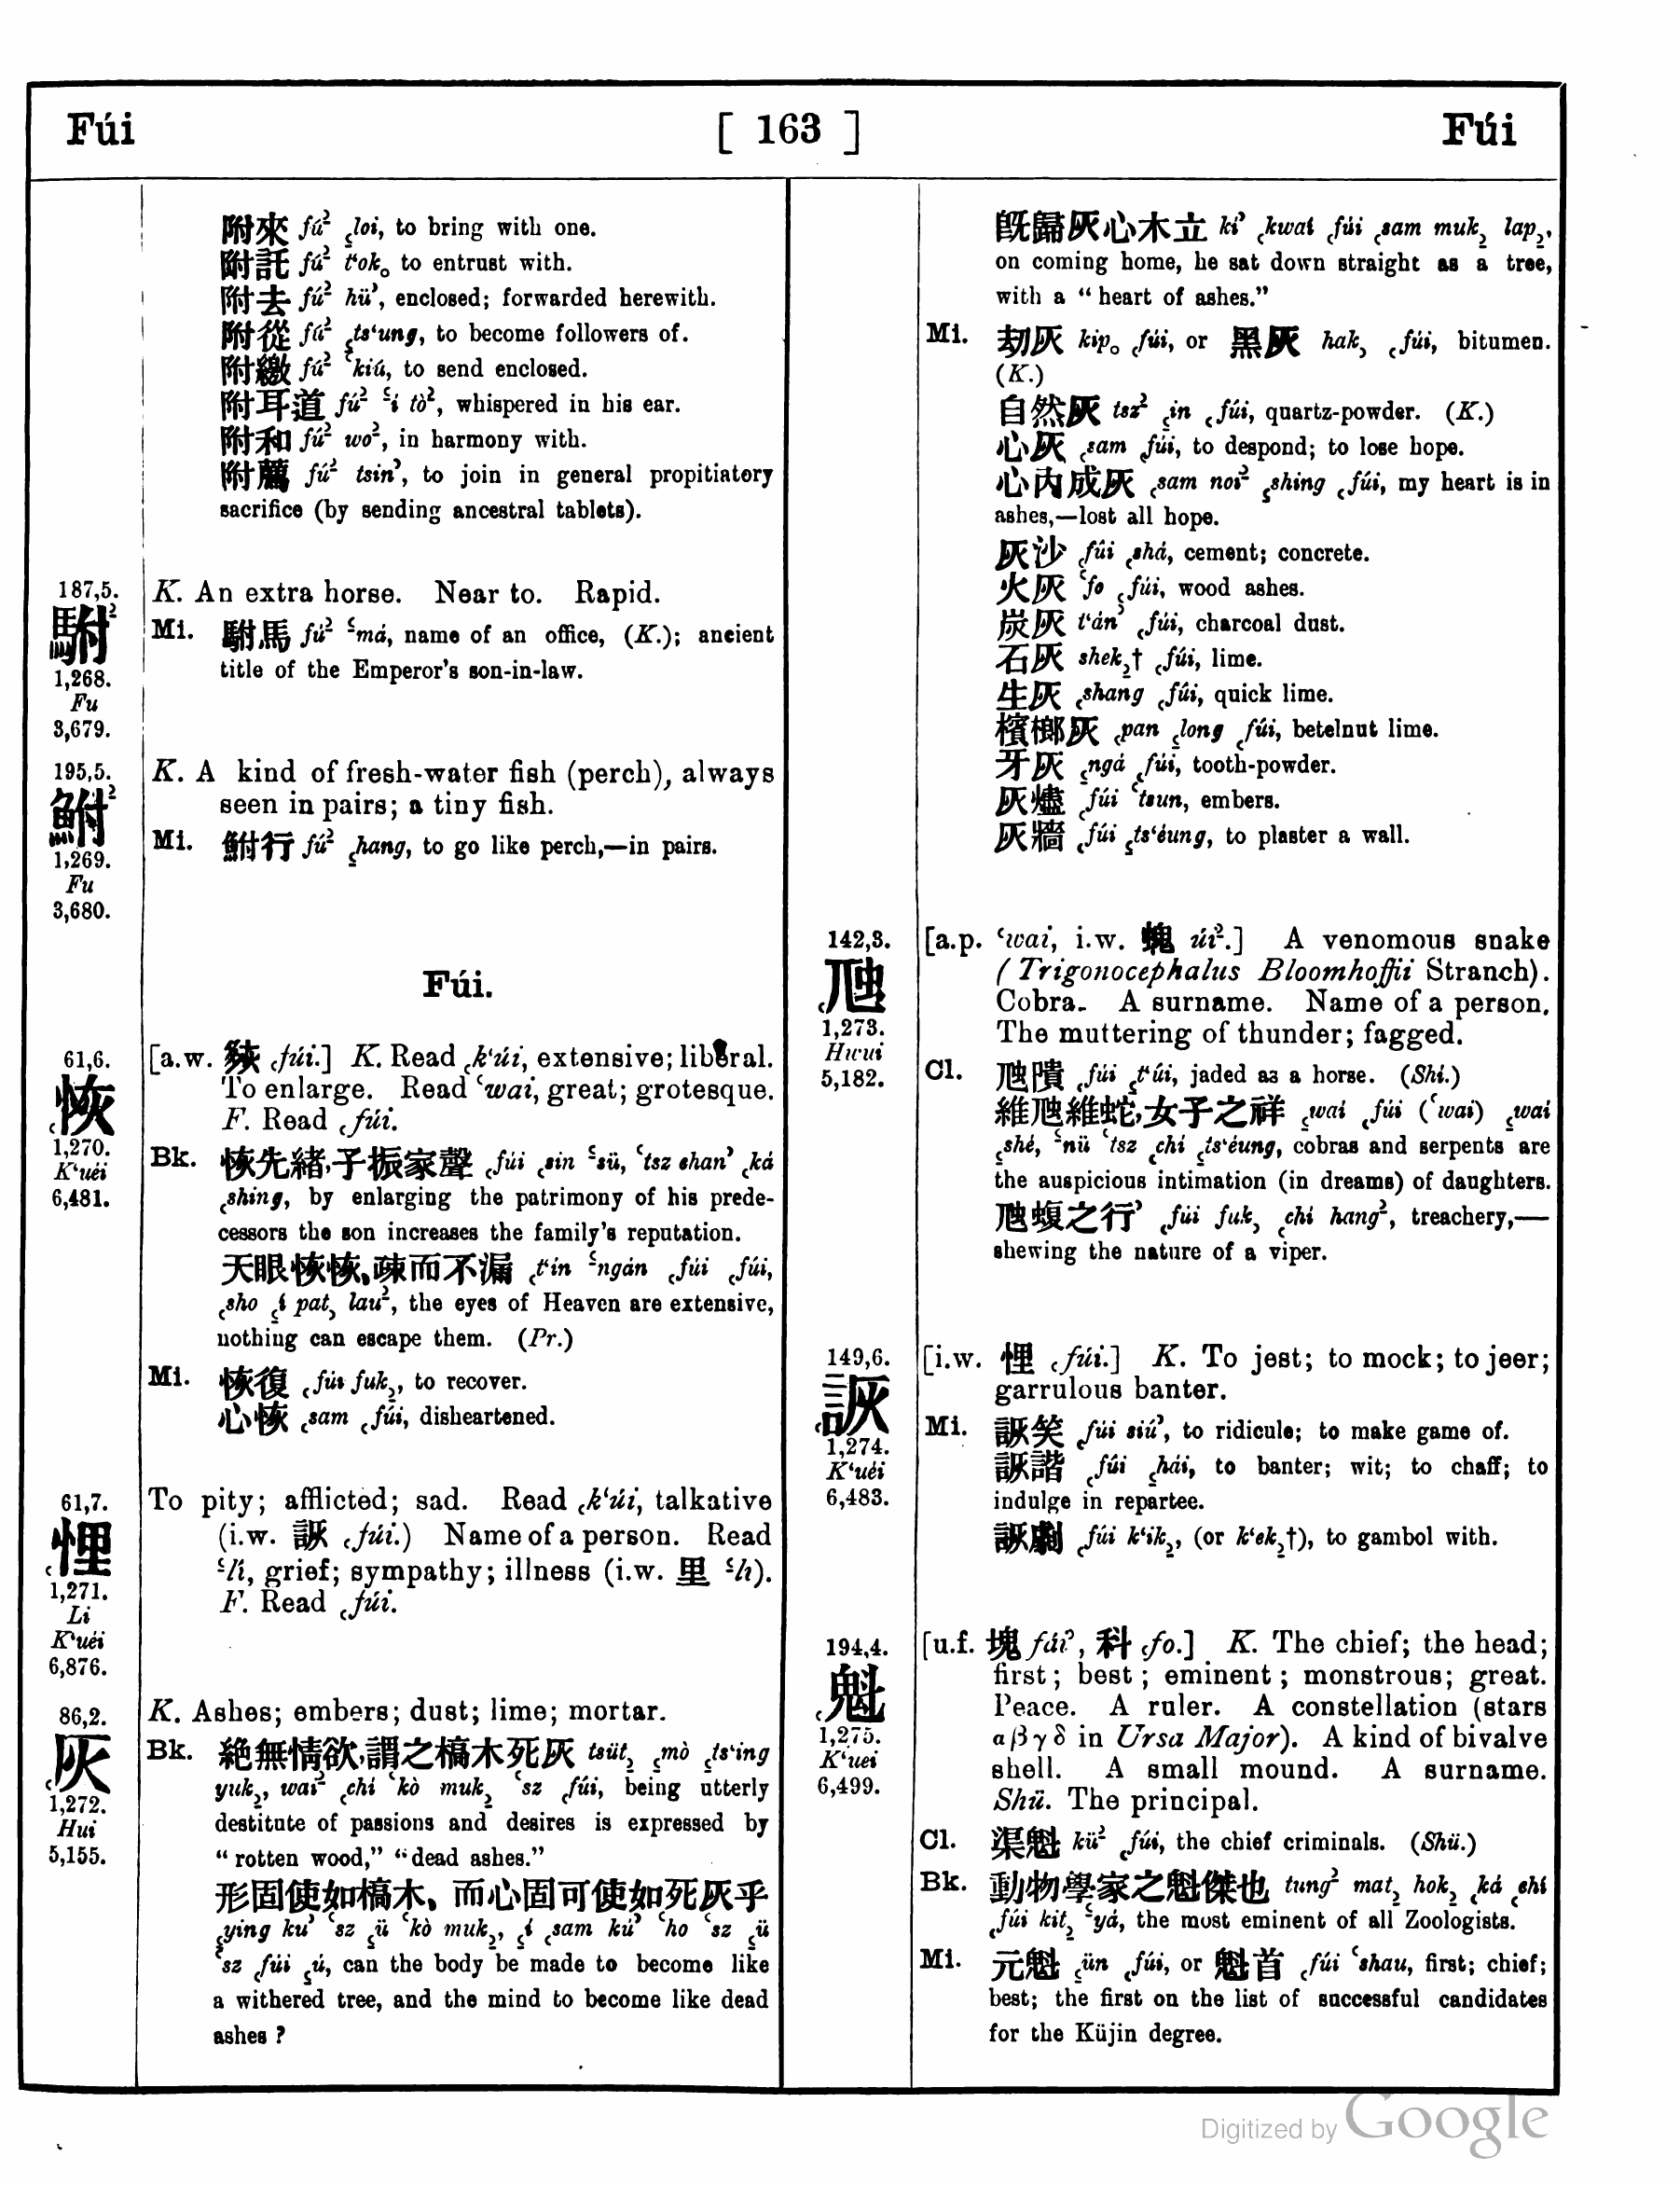 Fúi [ 163 ] Fúi
附來 fú² ꜁loi, to bring with one.
附託 fú² t‘ok꜀ to entrust with.
附去 fú² hü’, enclosed; forwarded herewith.
附從 fú² ꜁ts‘ung, to become followers of.
附繳 fú² ꜂kiú, to send enclosed.
附耳道 fú² ꜃í tò², whispered in his ear.
附和 fú² wo², in harmony with.
附薦 fú² tsin’, to join in general propitiatory
sacrifice (by sending ancestral tablets).
187,5.
駙²
1,268.
Fu
3,679.
K. An extra horse. Near to. Rapid.
Mi. 駙馬 fú² ꜃má, name of an office, (K.); ancient
title of the Emperor’s son-in-law.
195,5.
鮒²
1,269.
Fu
3,680.
K. A kind of fresh-water fish (perch), always
seen in pairs; a tiny fish.
Mi. 鮒行 fú² ꜁hang, to go like perch,—in pairs.
Fúi.
61,6.
꜀恢
1,270.
K‘uéi
6,481.
[a.w. ꜀fúi.] K. Read ꜀k‘úi, extensive; liberal.
To enlarge. Read ꜂wai, great; grotesque.
F. Read ꜀fúi.
Bk. 恢先緒,子振家聲 ꜀fúi ꜀sin ꜃sü, ꜂tsz chan’ ꜀ká
꜀shing, by enlarging the patrimony of his prede-
cessors the son increases the family’s reputation.
天眼恢恢,疎而不漏 ꜀t‘in ꜃ngán ꜀fúi ꜀fúi,
꜀sho ꜁í pat, lau², the eyes of Heaven are extensive,
nothing can escape them. (Pr.)
Mi. 恢復 ꜀fúi fuk₂, to recover.
心恢 ꜀sam ꜀fúi, disheartened.
61,7.
꜀悝
1,271.
Li
K‘uéi
6,876.
To pity; afflicted; sad. Read ꜀k‘úi, talkative
(i.w. 詼 ꜀fúi.) Name of a person. Read
꜃lí, grief; sympathy; illness (i.w. 里 ꜃lí).
F. Read ꜀fúi.
86,2.
꜀灰
1,272.
Hui
5,155.
K. Ashes; embers; dust; lime; mortar.
Bk. 絕無情欲,謂之槁木死灰 tsüt₂ ꜁mò ꜁ts‘ing
yuk₂, wai² ꜀chí ꜂kò muk₂ ꜂sz ꜀fúi, being utterly
destitute of passions and desires is expressed by
“rotten wood,” “dead ashes.”
形固使如槁木,而心固可使如死灰乎
꜁ying ku’ ꜂sz ꜁ü ꜂kò muk₂, ꜁í ꜀sam kú’ ꜂ho ꜂sz ꜁ü
꜂sz ꜀fúi ꜁ú, can the body be made to become like
a withered tree, and the mind to become like dead
ashes ?
旣歸灰心木立 kí’ ꜀kwai ꜀fúi ꜀sam muk₂ lap₂,
on coming home, he sat down straight as a tree,
with a “heart of ashes.”
Mi. 刧灰 kip꜀ ꜀fúi, or 黑灰 hak, ꜀fúi, bitumen.
(K.)
自然灰 tsz² ꜁in ꜀fúi, quartz-powder. (K.)
心灰 ꜀sam ꜀fúi, to despond; to lose hope.
心內成灰 ꜀sam noi² ꜁shing ꜀fúi, my heart is in
ashes,—lost all hope.
灰沙 ꜀fúi ꜀shá, cement; concrete.
火灰 ꜂fo ꜀fúi, wood ashes.
炭灰 t‘án’ ꜀fúi, charcoal dust.
石灰 shek₂† ꜀fúi, lime.
生灰 ꜀shang ꜀fúi, quick lime.
檳榔灰 ꜀pan ꜁long ꜀fúi, betelnut lime.
牙灰 ꜁ngá ꜀fúi, tooth-powder.
灰燼 ꜀fúi ꜂tsun, embers.
灰牆 ꜀fúi ꜁ts‘éung, to plaster a wall.
142,3.
꜀虺
1,273.
Hwui
5,182.
[a.p. ꜂wai, i.w. 螝 úi².] A venomous snake
(Trigonocephalus Bloomhoffii Stranch).
Cobra. A surname. Name of a person.
The muttering of thunder; fagged.
Cl. 虺隤 ꜀fúi ꜁t‘úi, jaded as a horse. (Shí.)
維虺維蛇,女子之祥 ꜁wai ꜀fúi (꜂wai) ꜁wai
꜁shé, ꜃nü ꜂tsz ꜀chí ꜁ts‘éung, cobras and serpents are
the auspicious intimation (in dreams) of daughters.
虺蝮之行’ ꜀fúi fuk, ꜀chí hang², treachery,—
shewing the nature of a viper.
149,6.
꜀詼
1,274.
K‘uéi
6,483.
[i.w. 悝 ꜀fúi.] K. To jest; to mock; to jeer;
garrulous banter.
Mi. 詼笑 ꜀fúi siú’, to ridicule; to make game of.
詼諧 ꜀fúi ꜁hái, to banter; wit; to chaff; to
indulge in repartee.
詼劇 ꜀fúi k‘ik₂, (or k‘ek₂†), to gambol with.
194,4.
꜀魁
1,275.
K‘uei
6,499.
[u.f. 塊 fái’, 科 ꜀fo.] K. The chief; the head;
first; best; eminent; monstrous; great.
Peace. A ruler. A constellation (stars
α β γ δ in Ursa Major). A kind of bivalve
shell. A small mound. A surname.
Shü. The principal.
Cl. 渠魁 kü² ꜀fúi, the chief criminals. (Shü.)
Bk. 動物學家之魁傑也 tung² mat₂ hok₂ ꜀ká ꜀chí
꜀fúi kit₂ ꜃yá, the most eminent of all Zoologists.
Mi. 元魁 ꜁ün ꜀fúi, or 魁首 ꜀fúi ꜂shau, first; chief;
best; the first on the list of successful candidates
for the Küjin degree.
Digitized by Google